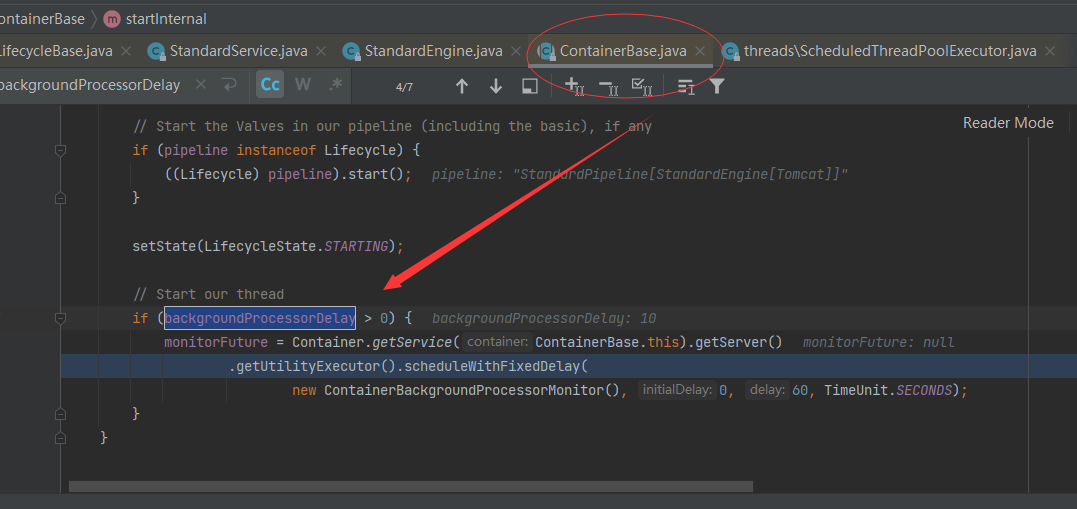 ontainerBase m startInternal
LifecycleBase.java StandardService.java StandardEngine.java ContainerBase.java threads\ScheduledThreadPoolExecutor.java
backgroundProcessorDelay Cc W .* 4/7
Reader Mode
// Start the Valves in our pipeline (including the basic), if any
if (pipeline instanceof Lifecycle) {
((Lifecycle) pipeline).start(); pipeline: "StandardPipeline[StandardEngine[Tomcat]]"
}
setState(LifecycleState.STARTING);
// Start our thread
if (backgroundProcessorDelay > 0) { backgroundProcessorDelay: 10
monitorFuture = Container.getService( container: ContainerBase.this).getServer() monitorFuture: null
.getUtilityExecutor().scheduleWithFixedDelay(
new ContainerBackgroundProcessorMonitor(), initialDelay: 0, delay: 60, TimeUnit.SECONDS);
}
}